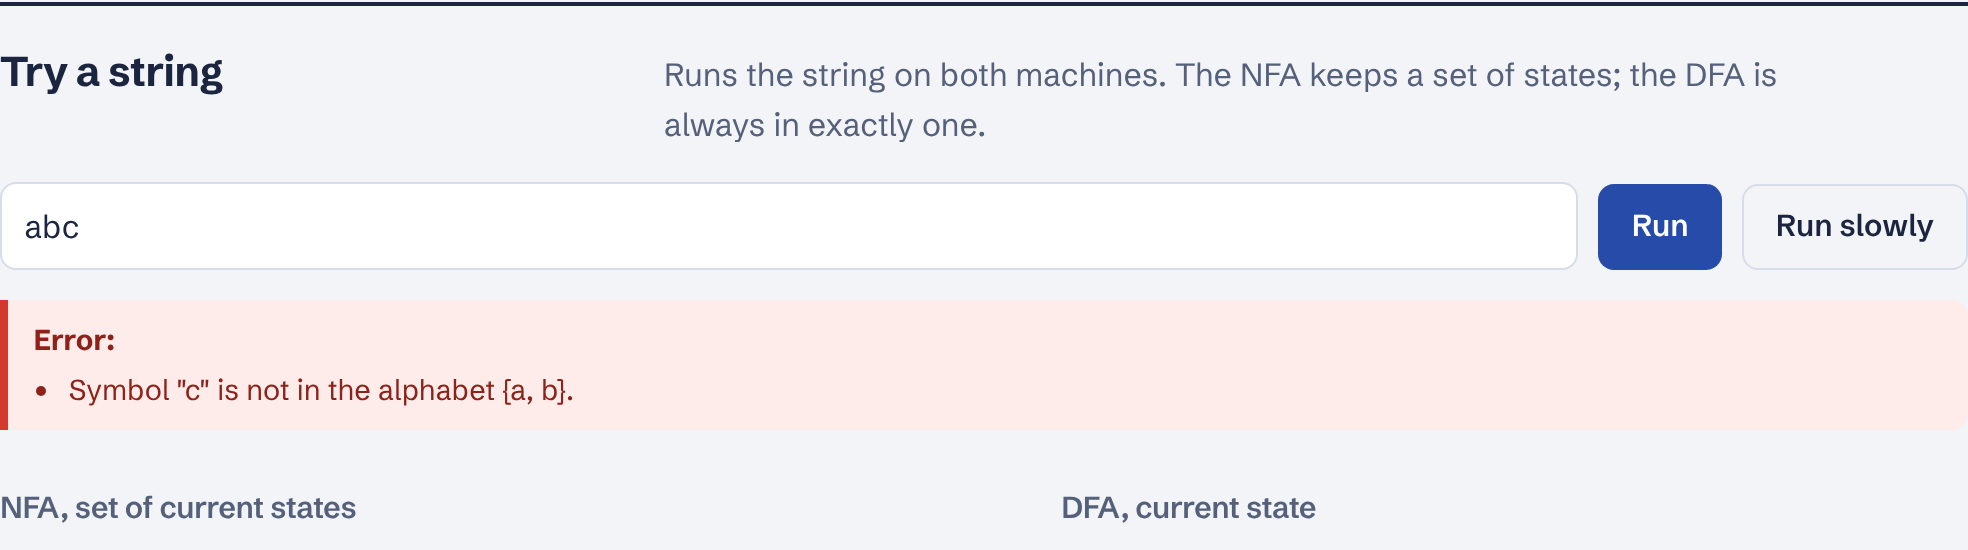 Try a string
Runs the string on both machines. The NFA keeps a set of states; the DFA is
always in exactly one.
abc
Run
Run slowly
Error:
• Symbol "c" is not in the alphabet {a, b}.
NFA, set of current states
DFA, current state